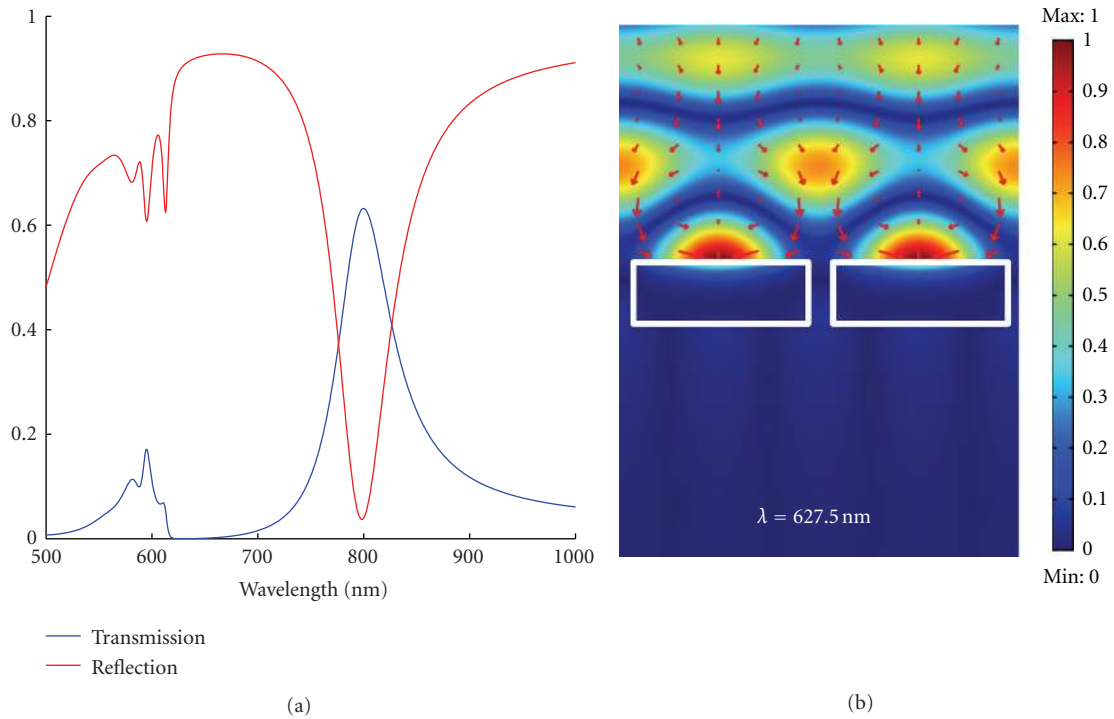 1
0.8
0.6
0.4
0.2
0
500
600
700
800
900
1000
Wavelength (nm)
Transmission
Reflection
(a)
λ = 627.5 nm
Max: 1
1
0.9
0.8
0.7
0.6
0.5
0.4
0.3
0.2
0.1
0
Min: 0
(b)